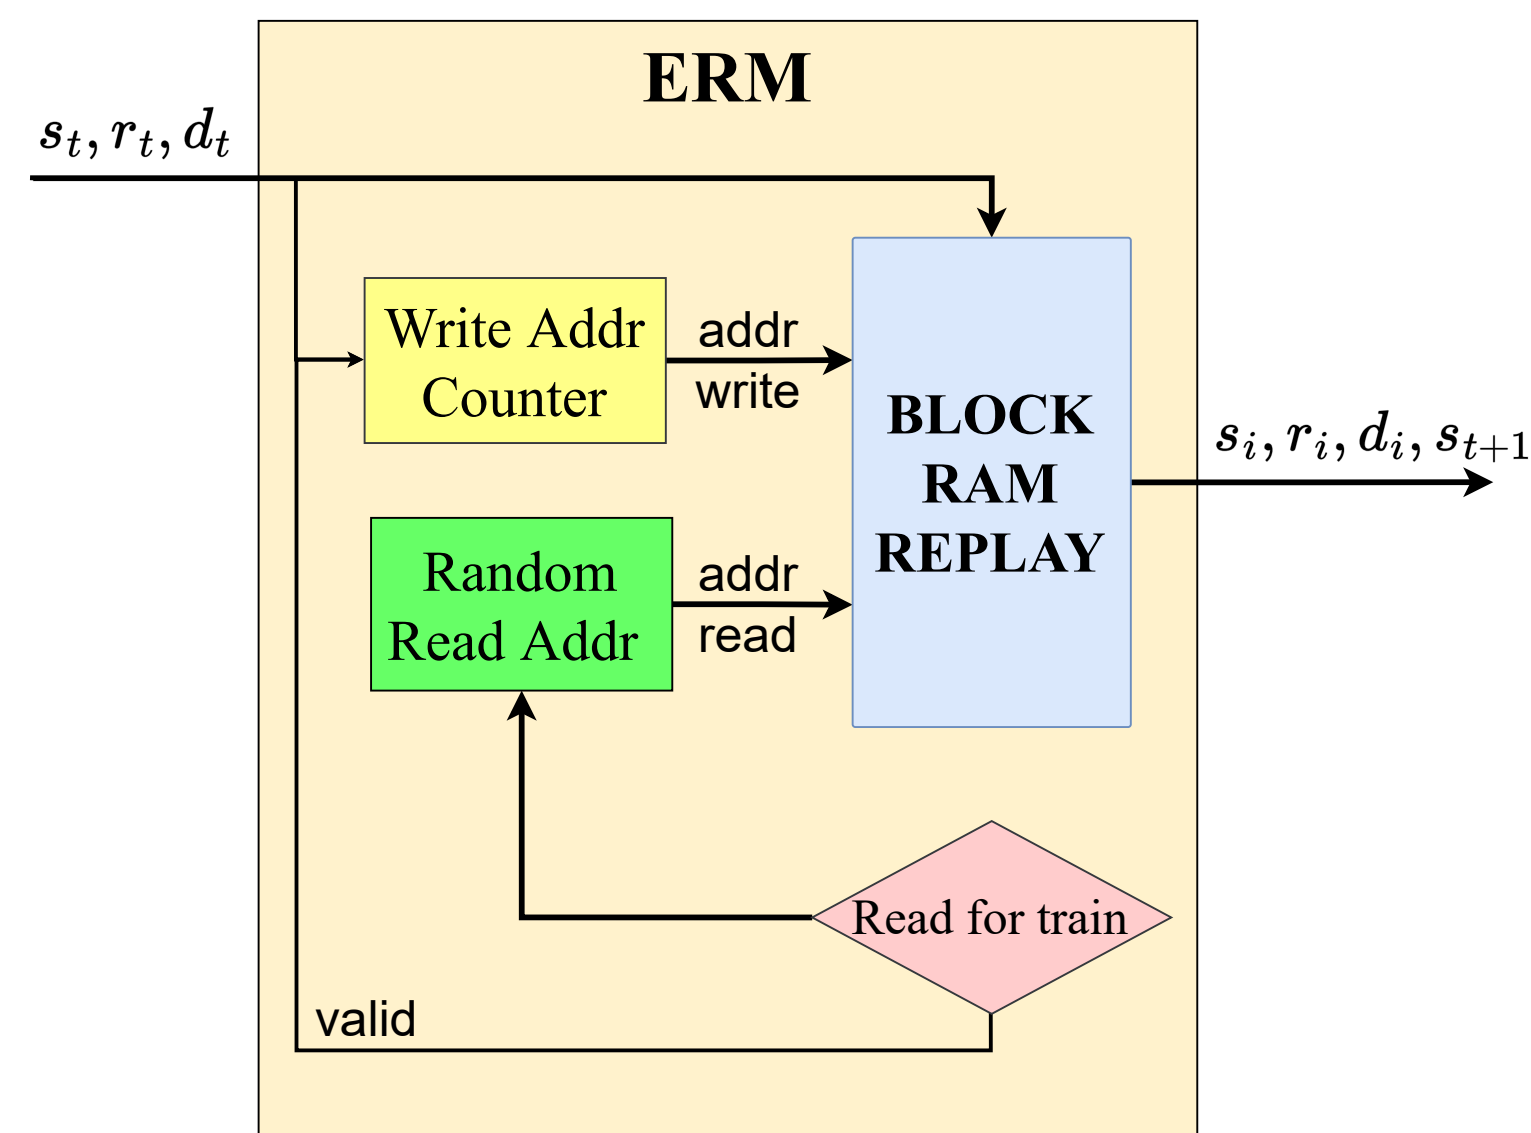 ERM
s_t, r_t, d_t
Write Addr
Counter
addr
write
BLOCK
RAM
REPLAY
s_i, r_i, d_i, s_{t+1}
Random
Read Addr
addr
read
Read for train
valid